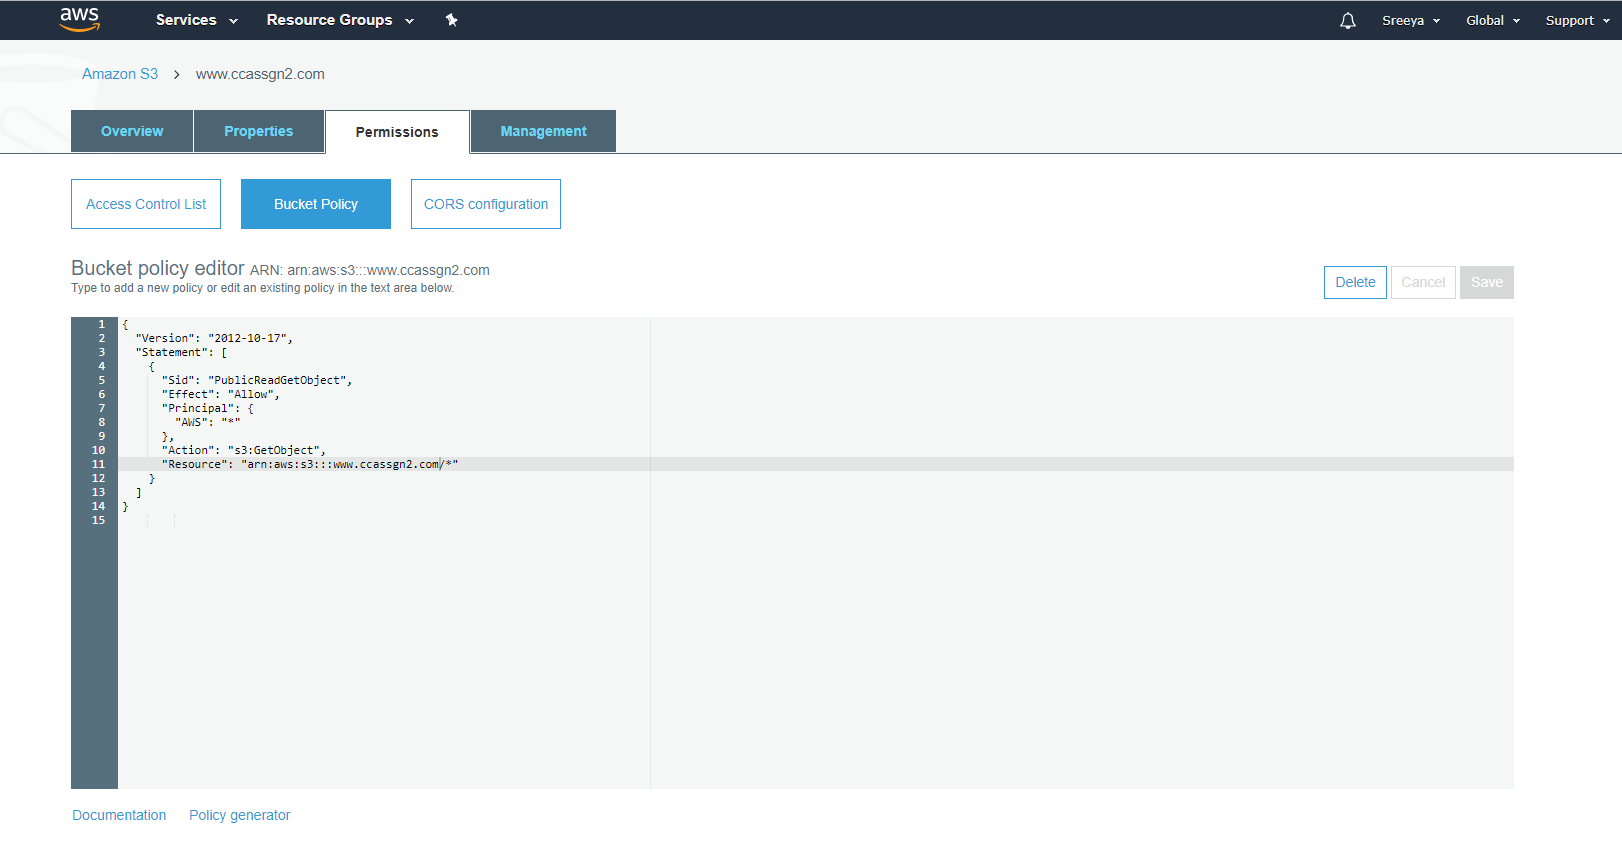 aws Services Resource Groups Sreeya Global Support
Amazon S3 > www.ccassgn2.com
Overview Properties Permissions Management
Access Control List Bucket Policy CORS configuration
Bucket policy editor ARN: arn:aws:s3:::www.ccassgn2.com
Type to add a new policy or edit an existing policy in the text area below.
Delete Cancel Save
1 {
2 "Version": "2012-10-17",
3 "Statement": [
4 {
5 "Sid": "PublicReadGetObject",
6 "Effect": "Allow",
7 "Principal": {
8 "AWS": "*"
9 },
10 "Action": "s3:GetObject",
11 "Resource": "arn:aws:s3:::www.ccassgn2.com/*"
12 }
13 ]
14 }
15
Documentation Policy generator